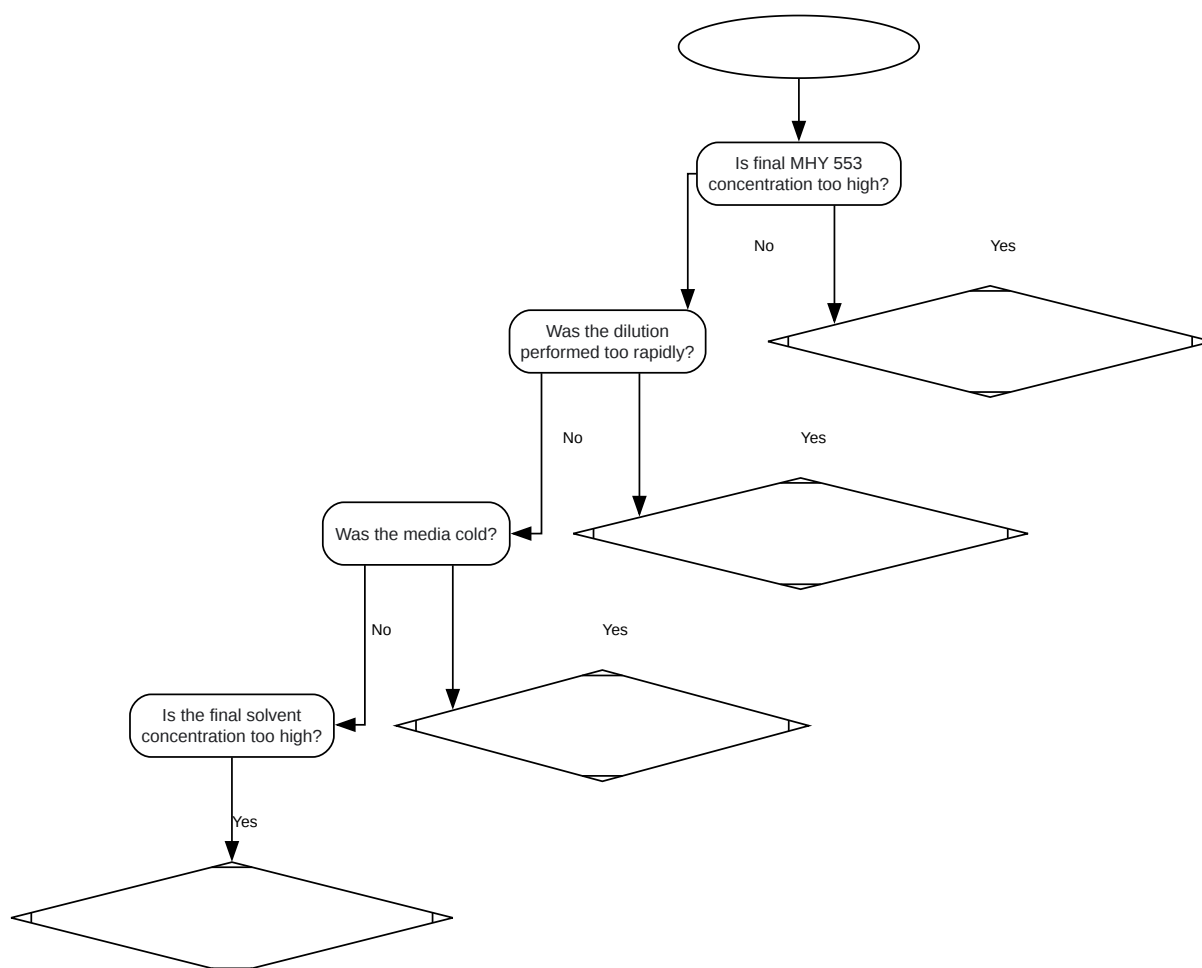 Is final MHY 553
concentration too high?
No
Yes
Was the dilution
performed too rapidly?
No
Yes
Was the media cold?
No
Yes
Is the final solvent
concentration too high?
Yes